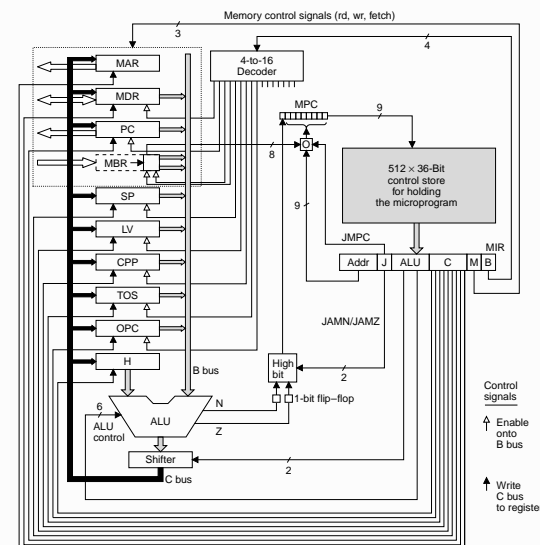 Memory control signals (rd, wr, fetch)
3
4
MAR
MDR
PC
MBR
SP
LV
CPP
TOS
OPC
H
4-to-16
Decoder
MPC
9
8
O
512 × 36-Bit
control store
for holding
the microprogram
9
JMPC
MIR
Addr
J
ALU
C
M
B
JAMN/JAMZ
B bus
High
bit
2
1-bit flip–flop
N
Z
6
ALU
control
ALU
Shifter
2
C bus
Control
signals
Enable
onto
B bus
Write
C bus
to registe